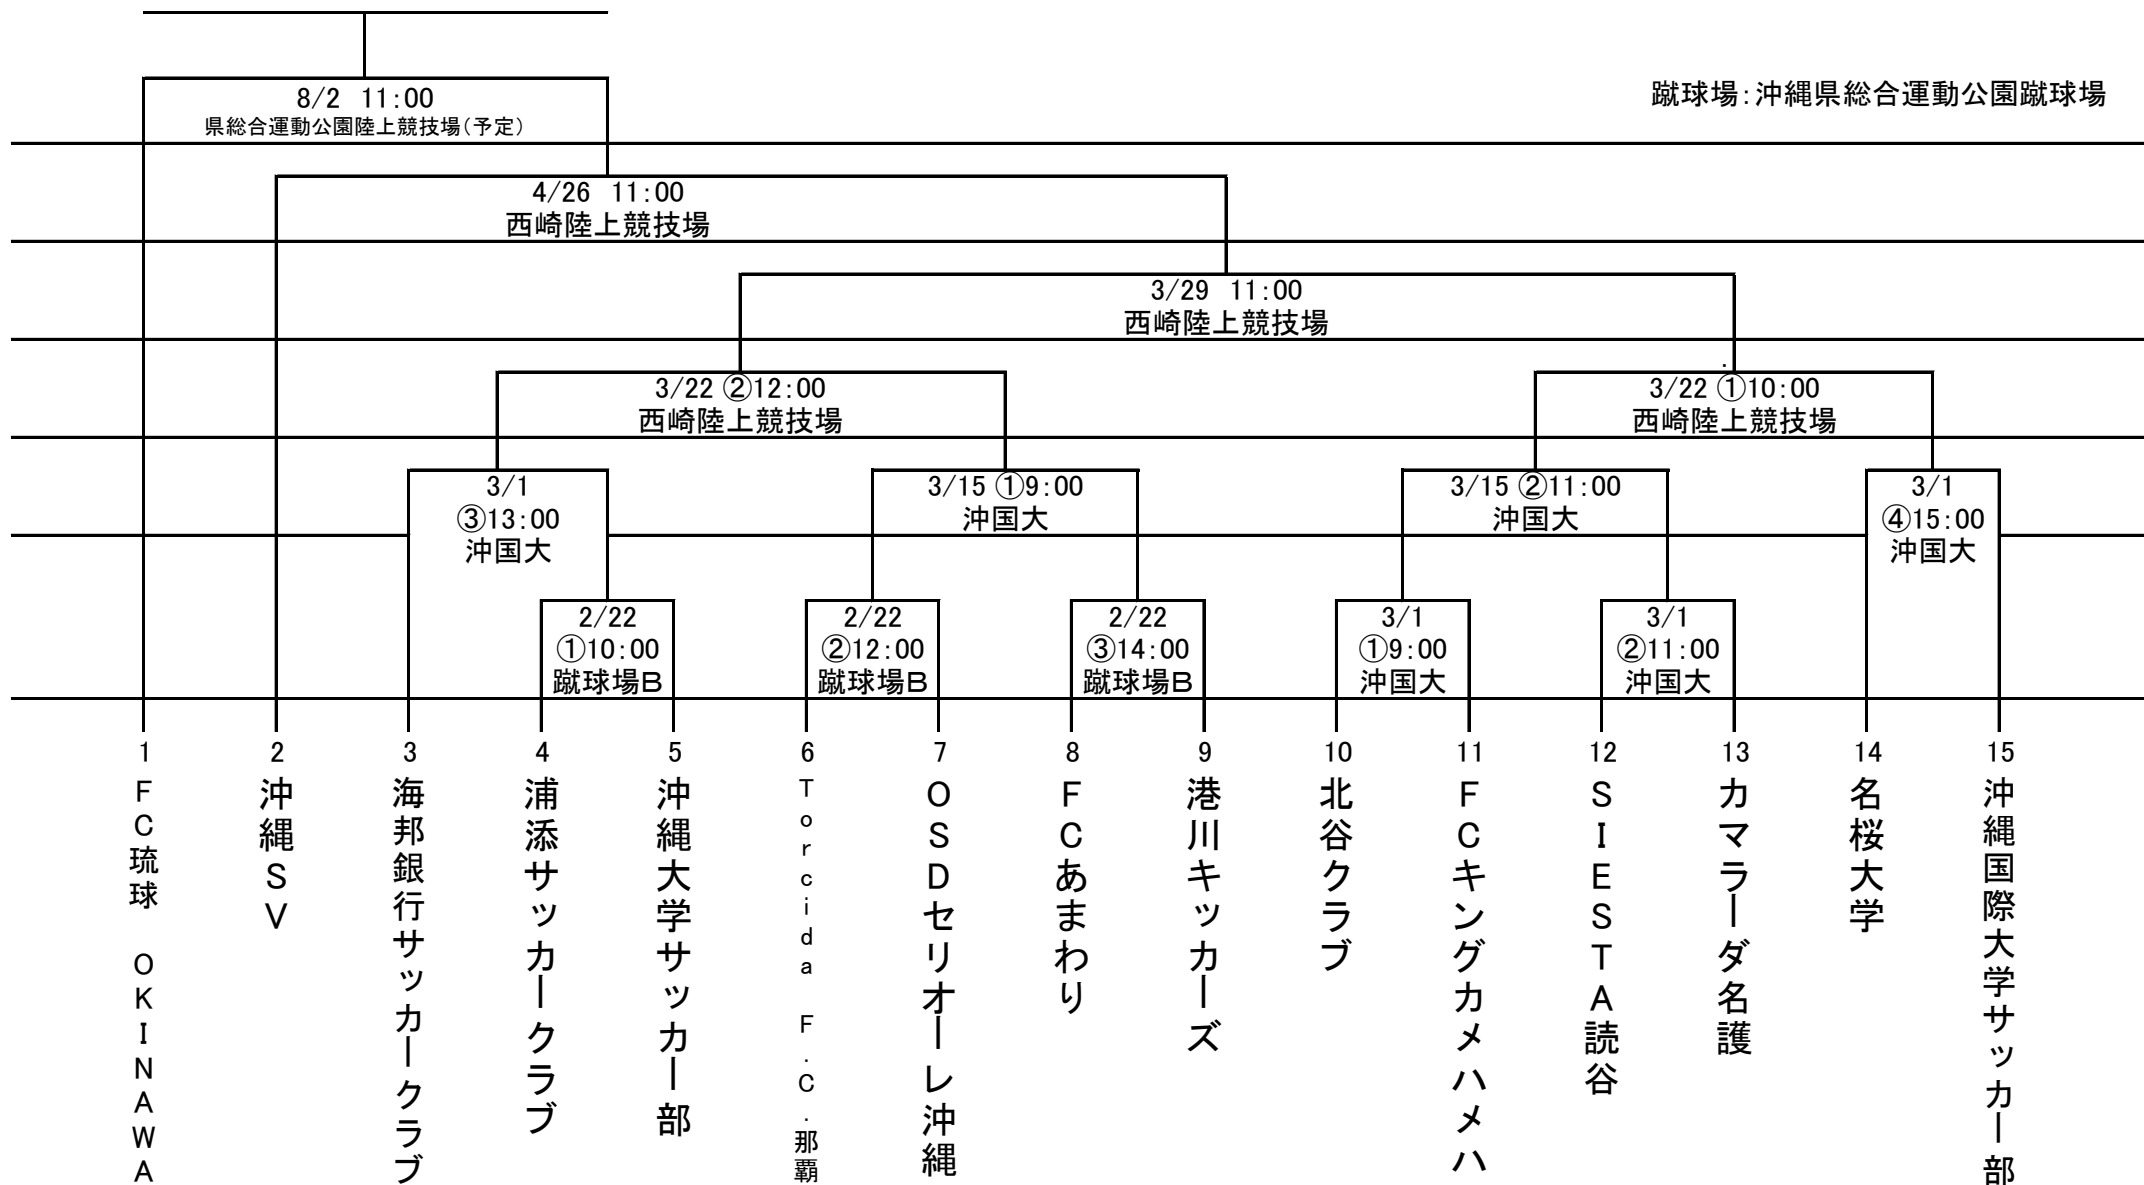 8/2 11:00
県総合運動公園陸上競技場(予定)
蹴球場:沖縄県総合運動公園蹴球場
4/26 11:00
西崎陸上競技場
3/29 11:00
西崎陸上競技場
3/22 ②12:00
西崎陸上競技場
3/22 ①10:00
西崎陸上競技場
3/1
③13:00
沖国大
3/15 ①9:00
沖国大
3/15 ②11:00
沖国大
3/1
④15:00
沖国大
2/22
①10:00
蹴球場B
2/22
②12:00
蹴球場B
2/22
③14:00
蹴球場B
3/1
①9:00
沖国大
3/1
②11:00
沖国大
1
FC琉球 OKINAWA
2
沖縄SV
3
海邦銀行サッカークラブ
4
浦添サッカークラブ
5
沖縄大学サッカー部
6
Torcida F.C.那覇
7
OSDセリオーレ沖縄
8
FCあまわり
9
港川キッカーズ
10
北谷クラブ
11
FCキングカメハメハ
12
SIESTA読谷
13
カマラーダ名護
14
名桜大学
15
沖縄国際大学サッカー部